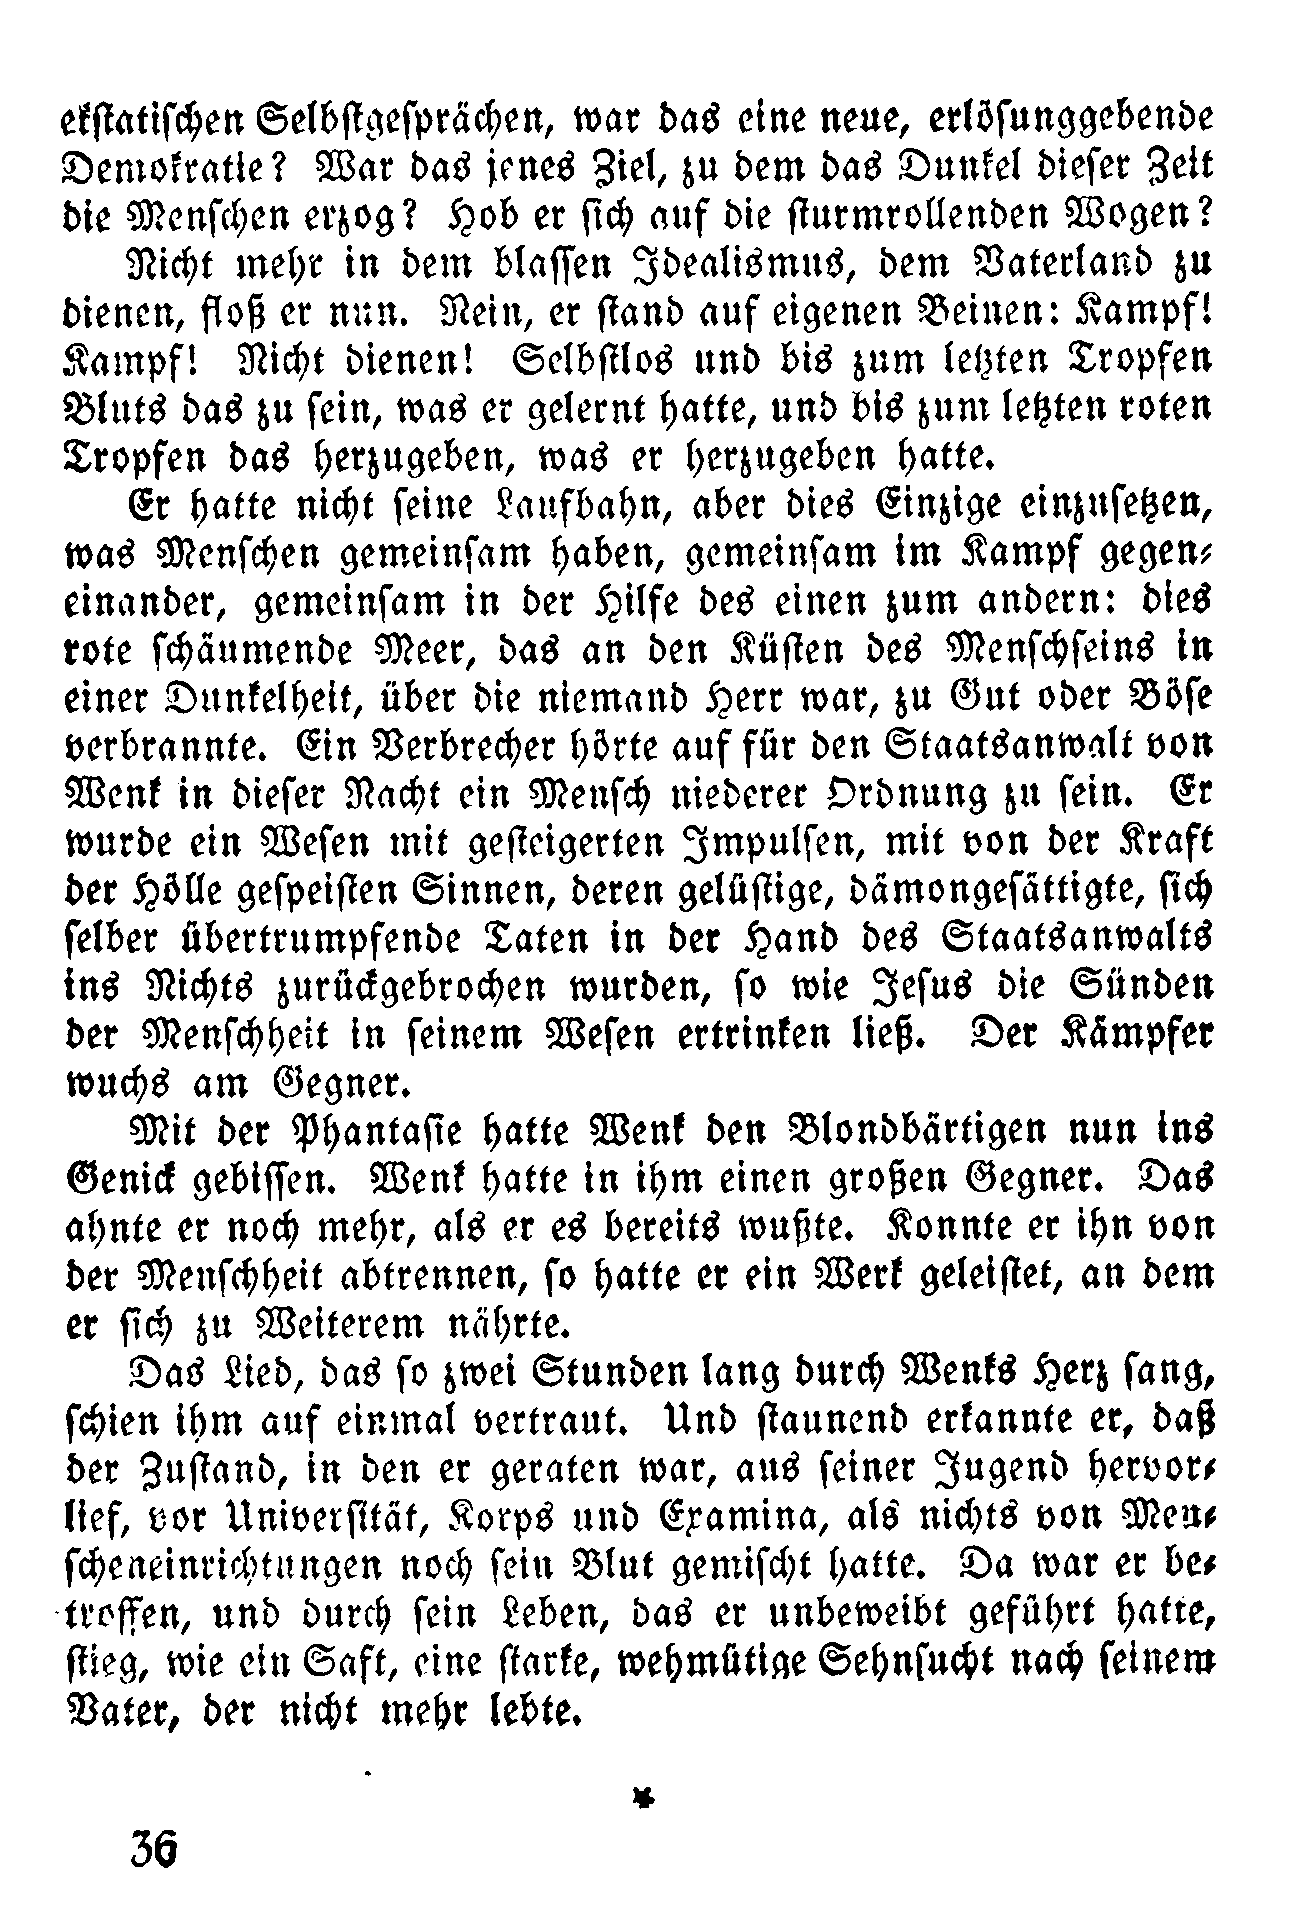 ekstatischen Selbstgesprächen, war das eine neue, erlösunggebende
Demokratie? War das jenes Ziel, zu dem das Dunkel dieser Zeit
die Menschen erzog? Hob er sich auf die sturmrollenden Wogen?
Nicht mehr in dem blassen Idealismus, dem Vaterland zu
dienen, floß er nun. Nein, er stand auf eigenen Beinen: Kampf!
Kampf! Nicht dienen! Selbstlos und bis zum letzten Tropfen
Bluts das zu sein, was er gelernt hatte, und bis zum letzten roten
Tropfen das herzugeben, was er herzugeben hatte.
Er hatte nicht seine Laufbahn, aber dies Einzige einzusetzen,
was Menschen gemeinsam haben, gemeinsam im Kampf gegen-
einander, gemeinsam in der Hilfe des einen zum andern: dies
rote schäumende Meer, das an den Küsten des Menschseins in
einer Dunkelheit, über die niemand Herr war, zu Gut oder Böse
verbrannte. Ein Verbrecher hörte auf für den Staatsanwalt von
Wenk in dieser Nacht ein Mensch niederer Ordnung zu sein. Er
wurde ein Wesen mit gesteigerten Impulsen, mit von der Kraft
der Hölle gespeisten Sinnen, deren gelüstige, dämongesättigte, sich
selber übertrumpfende Taten in der Hand des Staatsanwalts
ins Nichts zurückgebrochen wurden, so wie Jesus die Sünden
der Menschheit in seinem Wesen ertrinken ließ. Der Kämpfer
wuchs am Gegner.
Mit der Phantasie hatte Wenk den Blondbärtigen nun ins
Genick gebissen. Wenk hatte in ihm einen großen Gegner. Das
ahnte er noch mehr, als er es bereits wußte. Konnte er ihn von
der Menschheit abtrennen, so hatte er ein Werk geleistet, an dem
er sich zu Weiterem nährte.
Das Lied, das so zwei Stunden lang durch Wenks Herz sang,
schien ihm auf einmal vertraut. Und staunend erkannte er, daß
der Zustand, in den er geraten war, aus seiner Jugend hervor-
lief, vor Universität, Korps und Examina, als nichts von Men-
scheneinrichtungen noch sein Blut gemischt hatte. Da war er be-
troffen, und durch sein Leben, das er unbeweibt geführt hatte,
stieg, wie ein Saft, eine starke, wehmütige Sehnsucht nach seinem
Vater, der nicht mehr lebte.
*
36